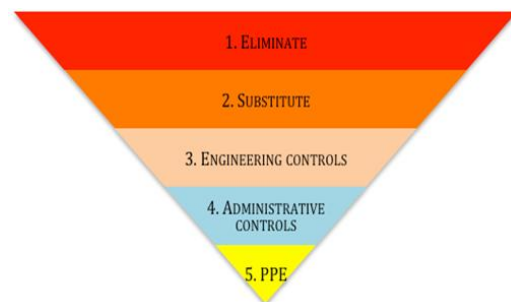 1. ELIMINATE
2. SUBSTITUTE
3. ENGINEERING CONTROLS
4. ADMINISTRATIVE
CONTROLS
5. PPE